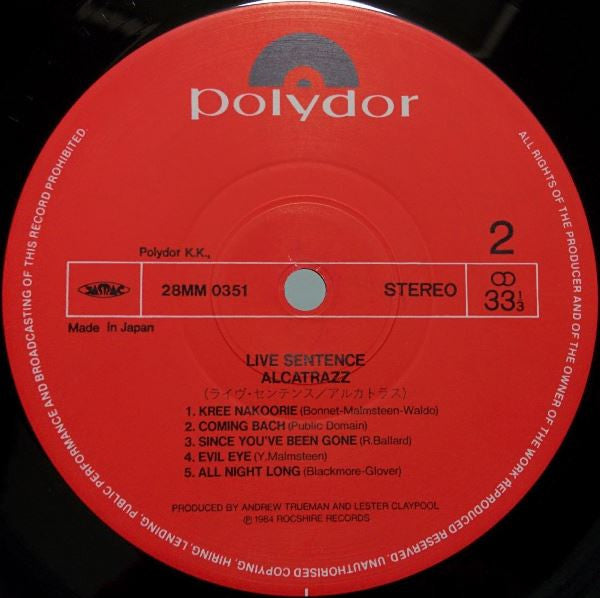 polydor
2
Polydor K.K.,
JASRAC
28MM 0351
STEREO
33 1/3
Made In Japan
LIVE SENTENCE
ALCATRAZZ
(ライヴ・センテンス/アルカトラス)
1. KREE NAKOORIE (Bonnet-Malmsteen-Waldo)
2. COMING BACH (Public Domain)
3. SINCE YOU'VE BEEN GONE (R.Ballard)
4. EVIL EYE (Y.Malmsteen)
5. ALL NIGHT LONG (Blackmore-Glover)
PRODUCED BY ANDREW TRUEMAN AND LESTER CLAYPOOL
℗ 1984 ROCSHIRE RECORDS
ALL RIGHTS OF THE PRODUCER AND OF THE OWNER OF THE WORK REPRODUCED RESERVED. UNAUTHORISED COPYING, HIRING, LENDING, PUBLIC PERFORMANCE AND BROADCASTING OF THIS RECORD PROHIBITED.